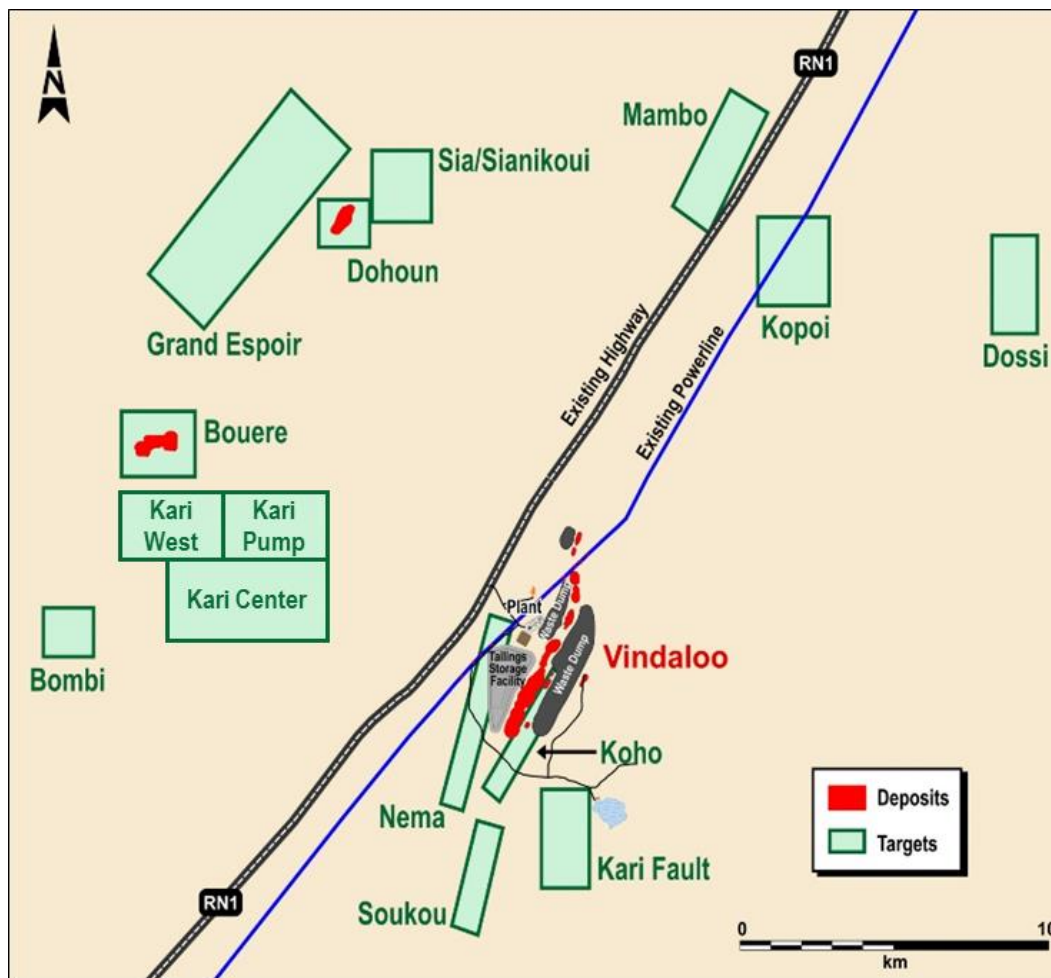 N
RN1
Mambo
Sia/Sianikoui
Dohoun
Grand Espoir
Kopoi
Dossi
Existing Highway
Existing Powerline
Bouere
Kari
West
Kari
Pump
Kari Center
Bombi
Plant
Waste Dump
Tailings
Storage
Facility
Waste Dump
Vindaloo
Koho
Nema
Kari Fault
Soukou
RN1
Deposits
Targets
0
10
km